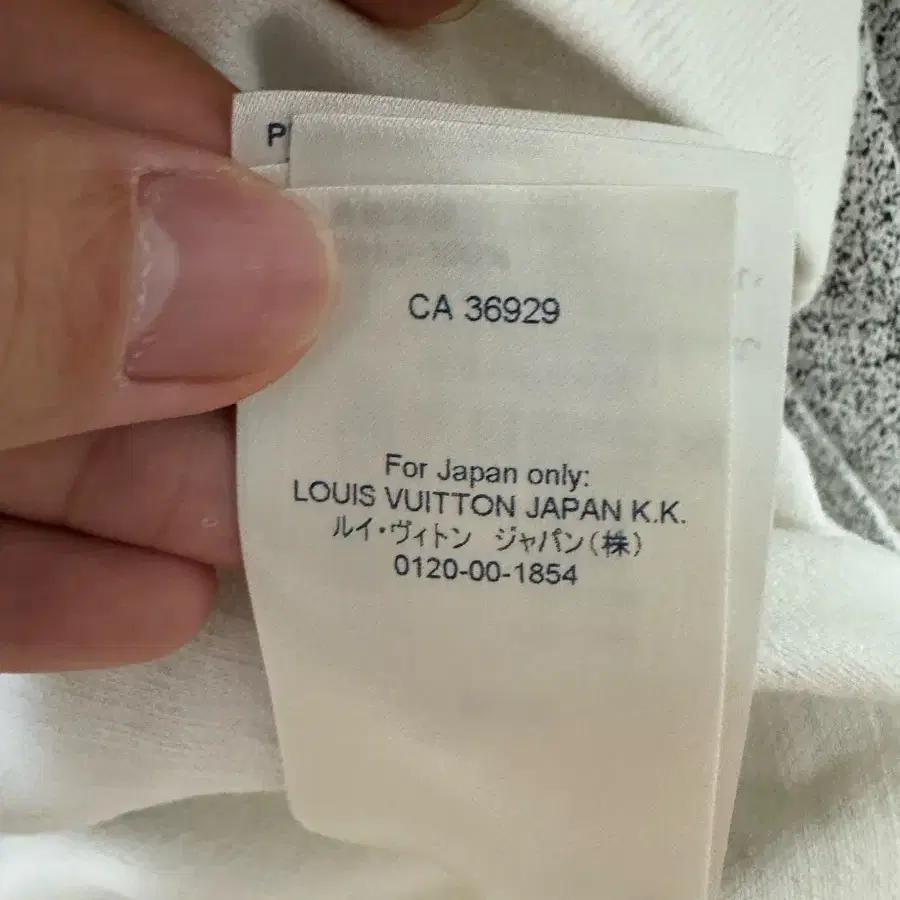 P
CA 36929
For Japan only:
LOUIS VUITTON JAPAN K.K.
ルイ・ヴィトン ジャパン(株)
0120-00-1854